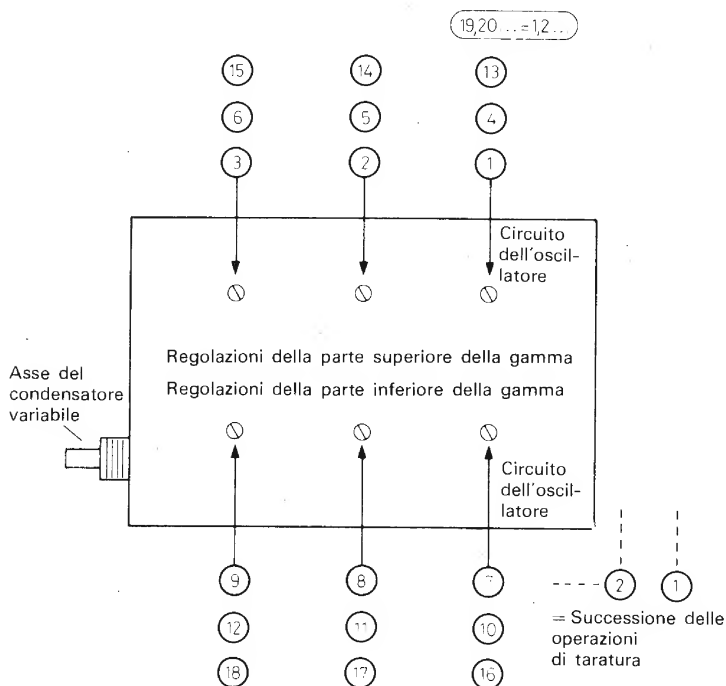 19,20...=1,2...
15 14 13
6 5 4
3 2 1
Circuito
dell'oscil-
latore
Regolazioni della parte superiore della gamma
Regolazioni della parte inferiore della gamma
Asse del
condensatore
variabile
Circuito
dell'oscil-
latore
9 8 7
12 11 10
18 17 16
2 1
= Successione delle
operazioni
di taratura